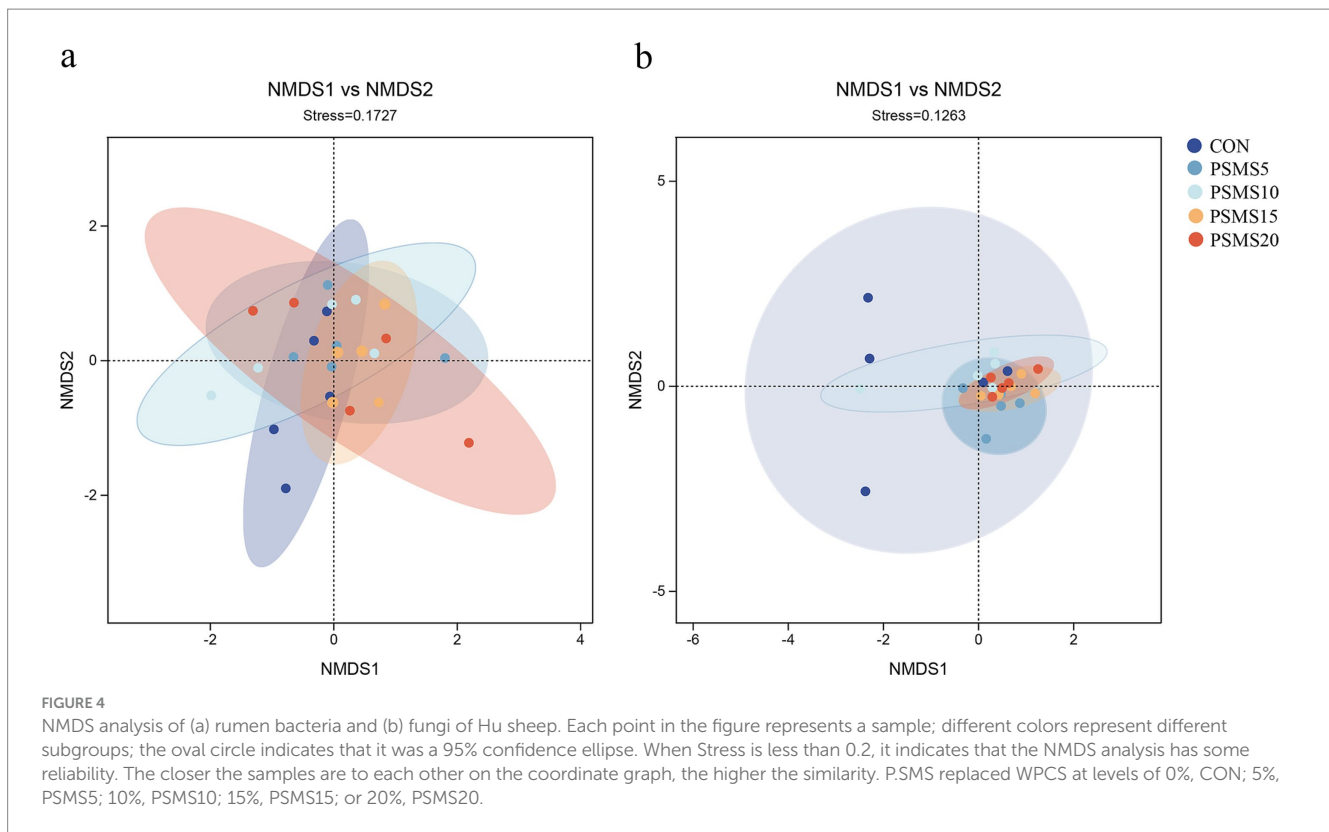 a
NMDS1 vs NMDS2
Stress=0.1727
NMDS2
2
0
-2
-2
0
2
4
NMDS1
b
NMDS1 vs NMDS2
Stress=0.1263
NMDS2
5
0
-5
-6
-4
-2
0
2
NMDS1
CON
PSMS5
PSMS10
PSMS15
PSMS20
FIGURE 4
NMDS analysis of (a) rumen bacteria and (b) fungi of Hu sheep. Each point in the figure represents a sample; different colors represent different
subgroups; the oval circle indicates that it was a 95% confidence ellipse. When Stress is less than 0.2, it indicates that the NMDS analysis has some
reliability. The closer the samples are to each other on the coordinate graph, the higher the similarity. P.SMS replaced WPCS at levels of 0%, CON; 5%,
PSMS5; 10%, PSMS10; 15%, PSMS15; or 20%, PSMS20.